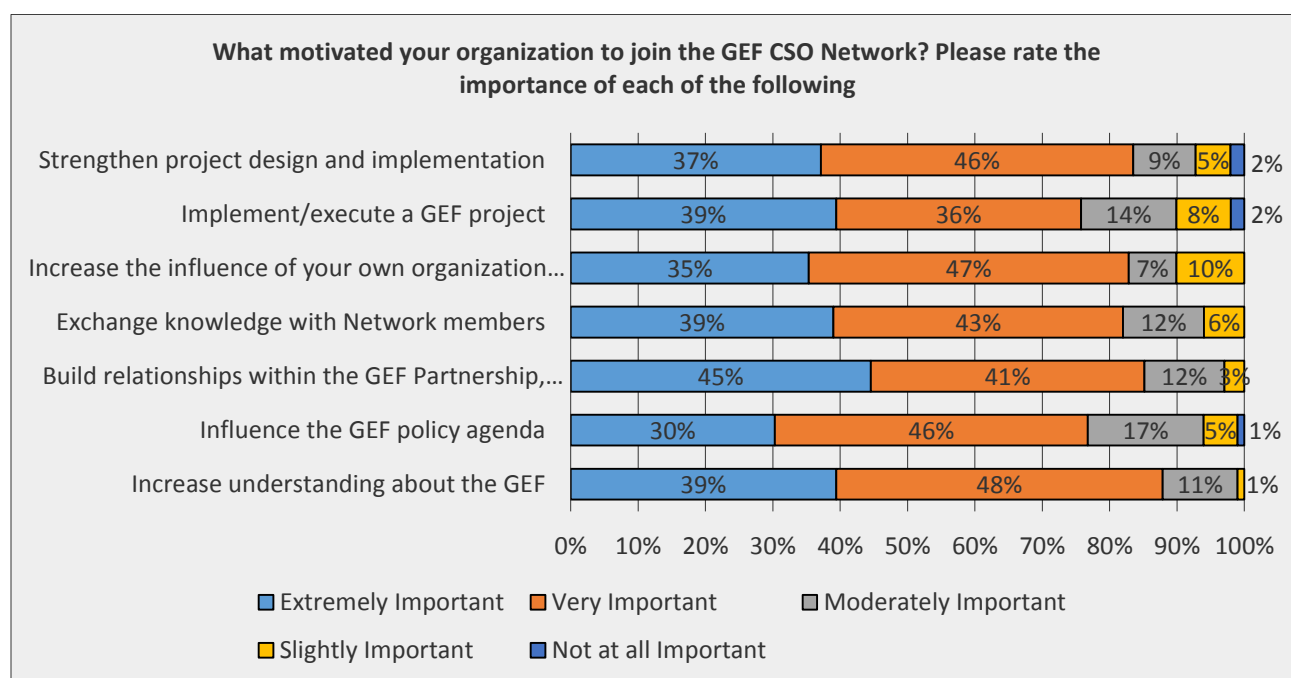 What motivated your organization to join the GEF CSO Network? Please rate the
importance of each of the following
Strengthen project design and implementation 37% 46% 9% 5% 2%
Implement/execute a GEF project 39% 36% 14% 8% 2%
Increase the influence of your own organization... 35% 47% 7% 10%
Exchange knowledge with Network members 39% 43% 12% 6%
Build relationships within the GEF Partnership,... 45% 41% 12% 3%
Influence the GEF policy agenda 30% 46% 17% 5% 1%
Increase understanding about the GEF 39% 48% 11% 1%
0% 10% 20% 30% 40% 50% 60% 70% 80% 90% 100%
Extremely Important Very Important Moderately Important
Slightly Important Not at all Important